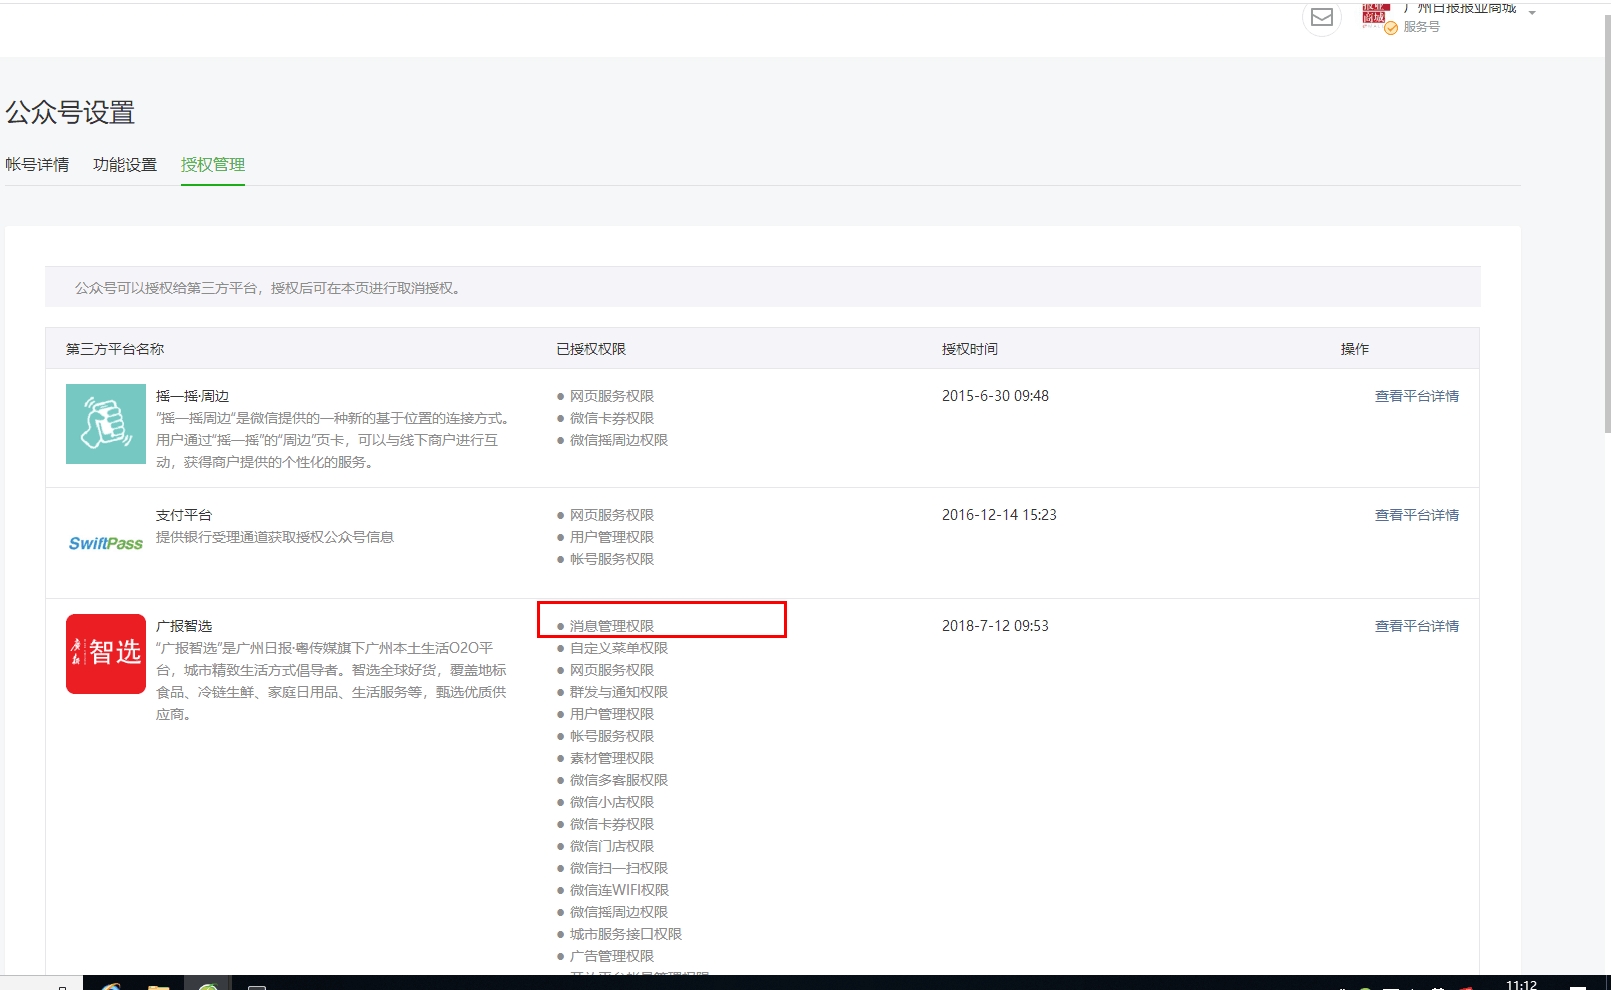 广州日报报业商城
服务号
公众号设置
帐号详情 功能设置 授权管理
公众号可以授权给第三方平台，授权后可在本页进行取消授权。
第三方平台名称 已授权权限 授权时间 操作
摇一摇·周边
“摇一摇周边”是微信提供的一种新的基于位置的连接方式。
用户通过“摇一摇”的“周边”页卡，可以与线下商户进行互
动，获得商户提供的个性化的服务。
● 网页服务权限
● 微信卡券权限
● 微信摇周边权限
2015-6-30 09:48
查看平台详情
SwiftPass
支付平台
提供银行受理通道获取授权公众号信息
● 网页服务权限
● 用户管理权限
● 帐号服务权限
2016-12-14 15:23
查看平台详情
广报
智选
广报智选
“广报智选”是广州日报·粤传媒旗下广州本土生活O2O平
台，城市精致生活方式倡导者。智选全球好货，覆盖地标
食品、冷链生鲜、家庭日用品、生活服务等，甄选优质供
应商。
● 消息管理权限
● 自定义菜单权限
● 网页服务权限
● 群发与通知权限
● 用户管理权限
● 帐号服务权限
● 素材管理权限
● 微信多客服权限
● 微信小店权限
● 微信卡券权限
● 微信门店权限
● 微信扫一扫权限
● 微信连WIFI权限
● 微信摇周边权限
● 城市服务接口权限
● 广告管理权限
2018-7-12 09:53
查看平台详情
11:12